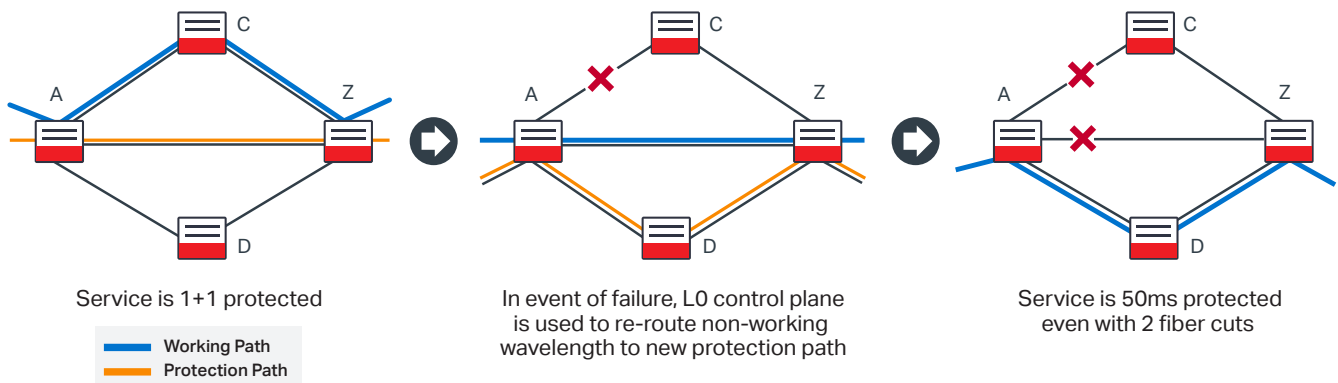 C
A
Z
D
Service is 1+1 protected
Working Path
Protection Path
C
A
Z
D
In event of failure, L0 control plane
is used to re-route non-working
wavelength to new protection path
C
A
Z
D
Service is 50ms protected
even with 2 fiber cuts